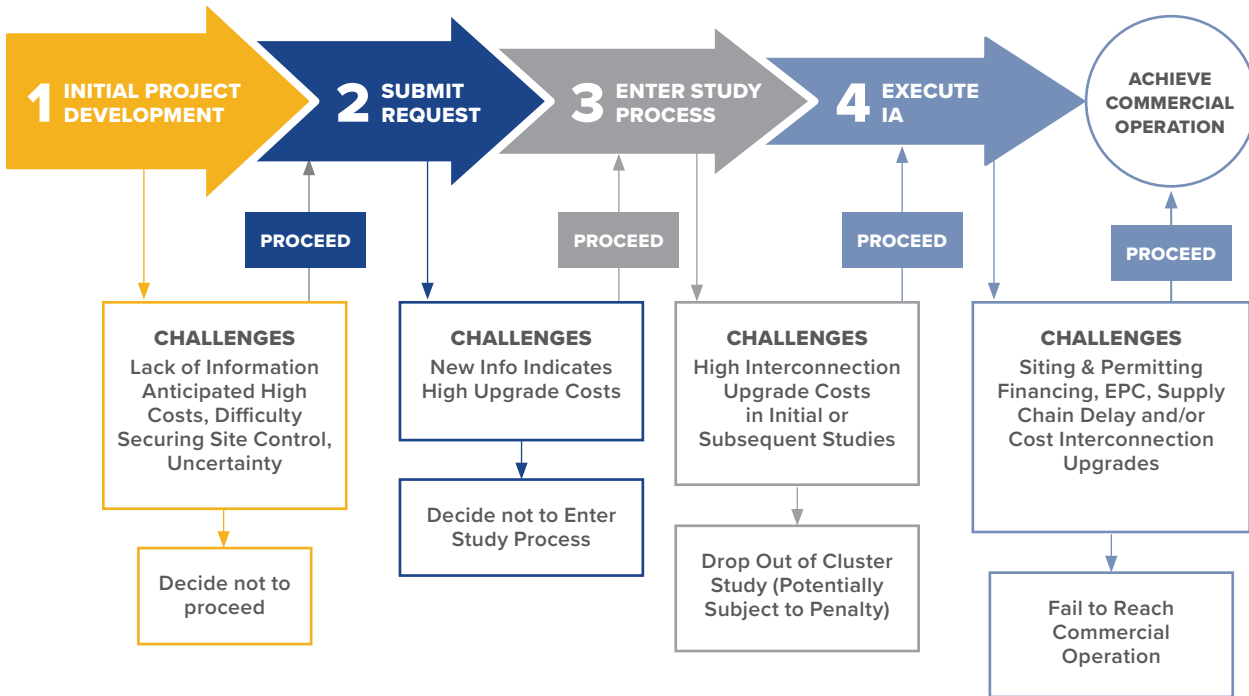 1 INITIAL PROJECT
DEVELOPMENT
2 SUBMIT
REQUEST
3 ENTER STUDY
PROCESS
4 EXECUTE
IA
ACHIEVE
COMMERCIAL
OPERATION
PROCEED
PROCEED
PROCEED
PROCEED
CHALLENGES
Lack of Information
Anticipated High
Costs, Difficulty
Securing Site Control,
Uncertainty
CHALLENGES
New Info Indicates
High Upgrade Costs
CHALLENGES
High Interconnection
Upgrade Costs
in Initial or
Subsequent Studies
CHALLENGES
Siting & Permitting
Financing, EPC, Supply
Chain Delay and/or
Cost Interconnection
Upgrades
Decide not to
proceed
Decide not to Enter
Study Process
Drop Out of Cluster
Study (Potentially
Subject to Penalty)
Fail to Reach
Commercial
Operation